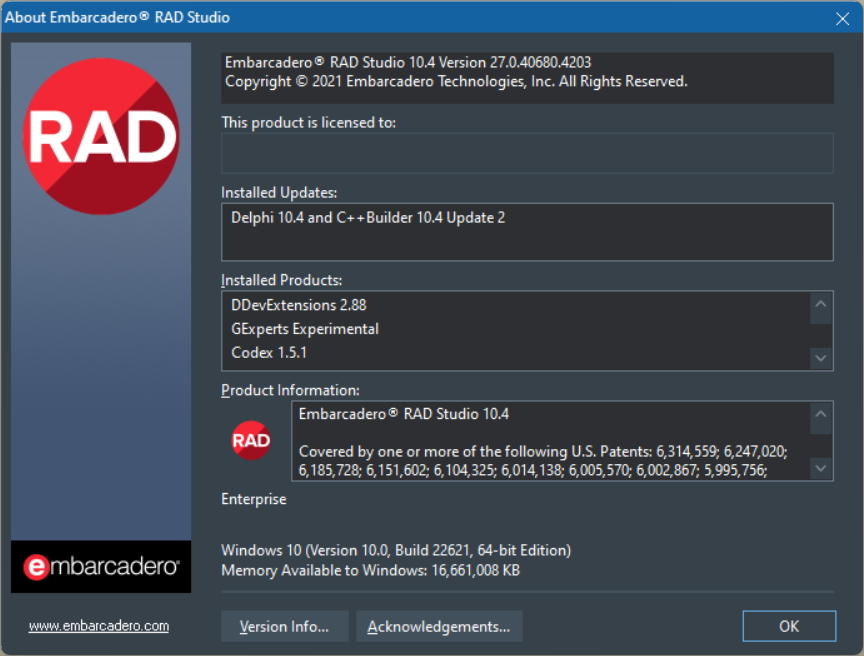 About Embarcadero® RAD Studio
RAD
Embarcadero® RAD Studio 10.4 Version 27.0.40680.4203
Copyright © 2021 Embarcadero Technologies, Inc. All Rights Reserved.
This product is licensed to:
Installed Updates:
Delphi 10.4 and C++Builder 10.4 Update 2
Installed Products:
DDevExtensions 2.88
GExperts Experimental
Codex 1.5.1
Product Information:
RAD
Embarcadero® RAD Studio 10.4
Covered by one or more of the following U.S. Patents: 6,314,559; 6,247,020;
6,185,728; 6,151,602; 6,104,325; 6,014,138; 6,005,570; 6,002,867; 5,995,756;
Enterprise
Windows 10 (Version 10.0, Build 22621, 64-bit Edition)
Memory Available to Windows: 16,661,008 KB
embarcadero®
www.embarcadero.com
Version Info...
Acknowledgements...
OK